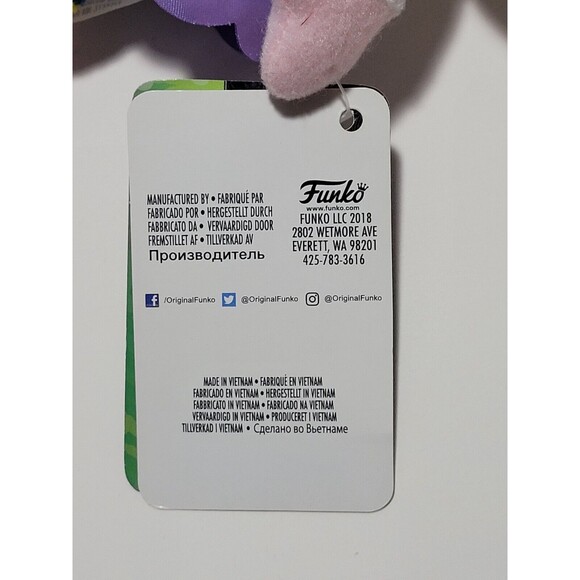 MANUFACTURED BY • FABRIQUÉ PAR
FABRICADO POR • HERGESTELLT DURCH
FABBRICATO DA • VERVAARDIGD DOOR
FREMSTILLET AF • TILLVERKAD AV
Производитель
Funko
www.funko.com
FUNKO LLC 2018
2802 WETMORE AVE
EVERETT, WA 98201
425-783-3616
/OriginalFunko @OriginalFunko @OriginalFunko
MADE IN VIETNAM • FABRIQUÉ EN VIETNAM
FABRICADO EN VIETNAM • HERGESTELLT IN VIETNAM
FABBRICATO IN VIETNAM • FABRICADO NA VIETNAM
VERVAARDIGD IN VIETNAM • PRODUCERET I VIETNAM
TILLVERKAD I VIETNAM • Сделано во Вьетнаме